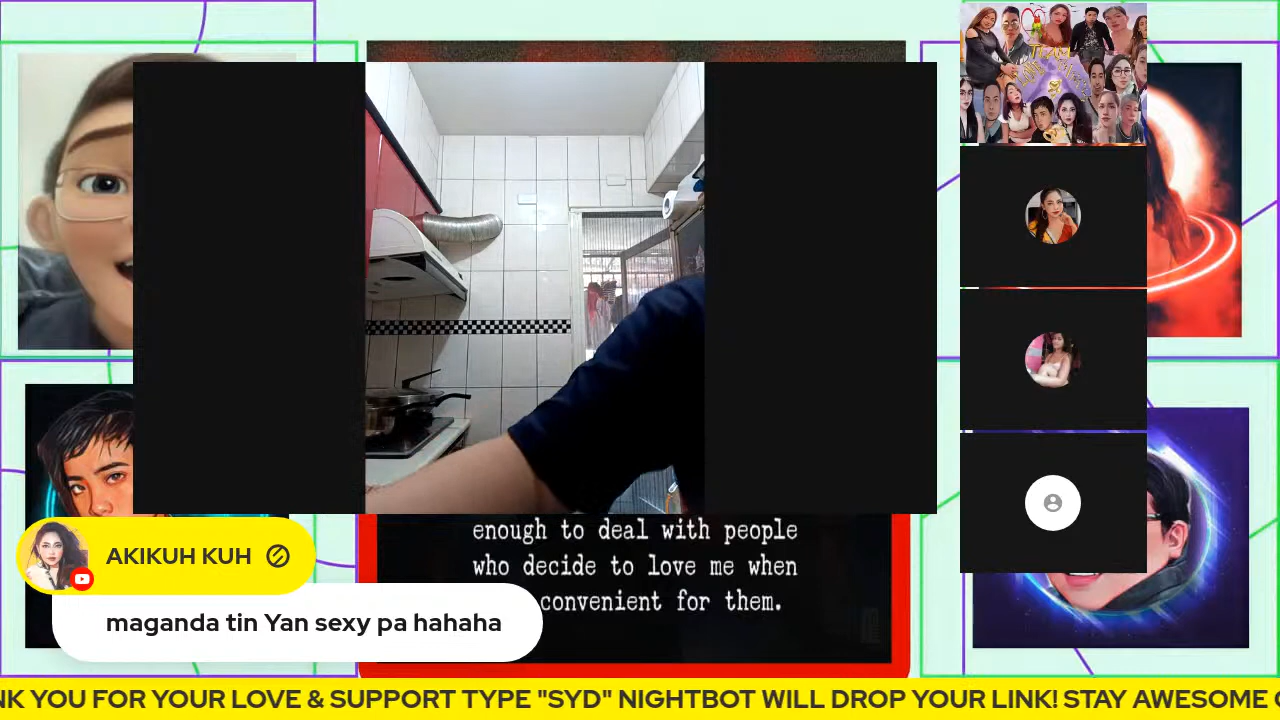 TEAM
enough to deal with people
who decide to love me when
convenient for them.
AKIKUH KUH
maganda tin Yan sexy pa hahaha
NK YOU FOR YOUR LOVE & SUPPORT TYPE "SYD" NIGHTBOT WILL DROP YOUR LINK! STAY AWESOME